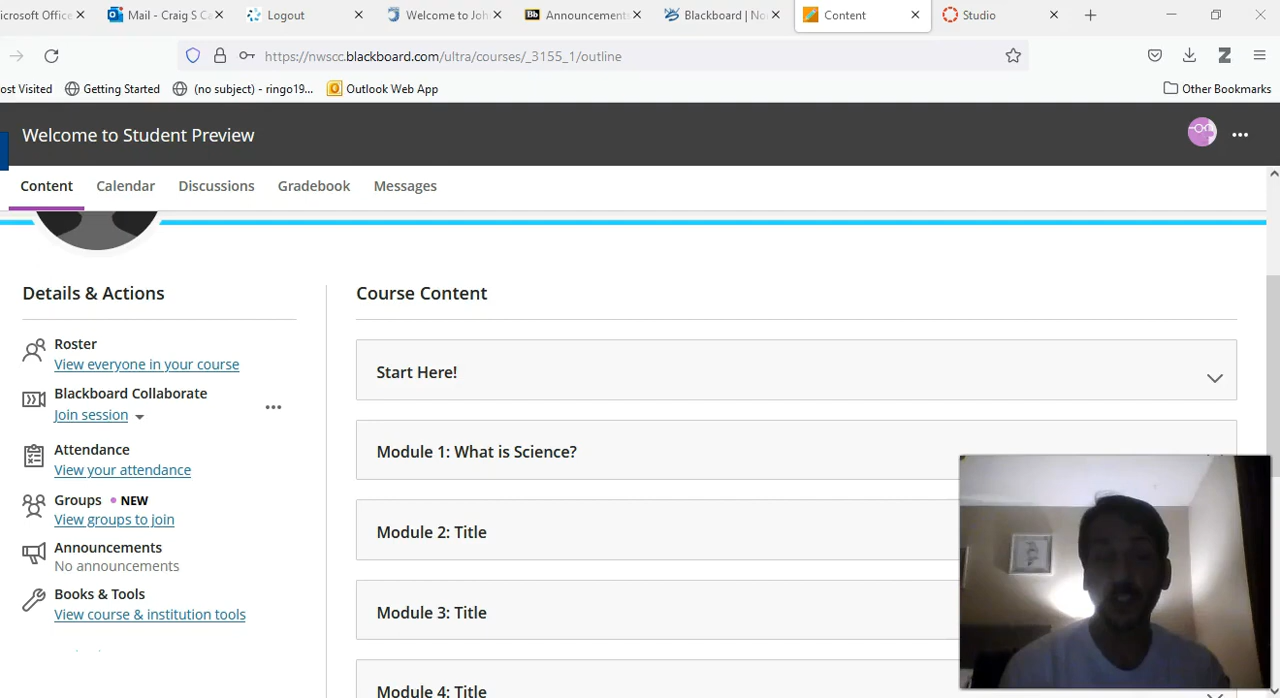 icrosoft Office
Mail - Craig S Ca
Logout
Welcome to Joh
Bb Announcement
Blackboard | No
Content
Studio
https://nwscc.blackboard.com/ultra/courses/_3155_1/outline
Z
ost Visited
Getting Started
(no subject) - ringo19...
Outlook Web App
Other Bookmarks
Welcome to Student Preview
Content
Calendar
Discussions
Gradebook
Messages
Details & Actions
Roster
View everyone in your course
Blackboard Collaborate
Join session
Attendance
View your attendance
Groups • NEW
View groups to join
Announcements
No announcements
Books & Tools
View course & institution tools
Course Content
Start Here!
Module 1: What is Science?
Module 2: Title
Module 3: Title
Module 4: Title